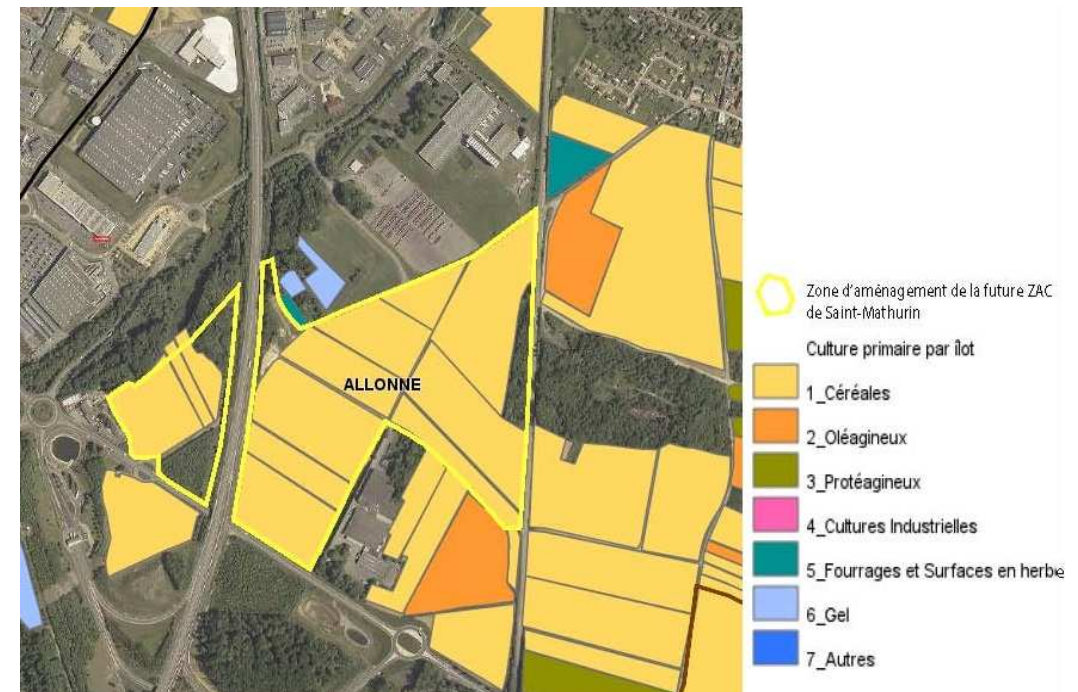 ALLONNE
Zone d'aménagement de la future ZAC
de Saint-Mathurin
Culture primaire par îlot
1_Céréales
2_Oléagineux
3_Protéagineux
4_Cultures Industrielles
5_Fourrages et Surfaces en herbe
6_Gel
7_Autres